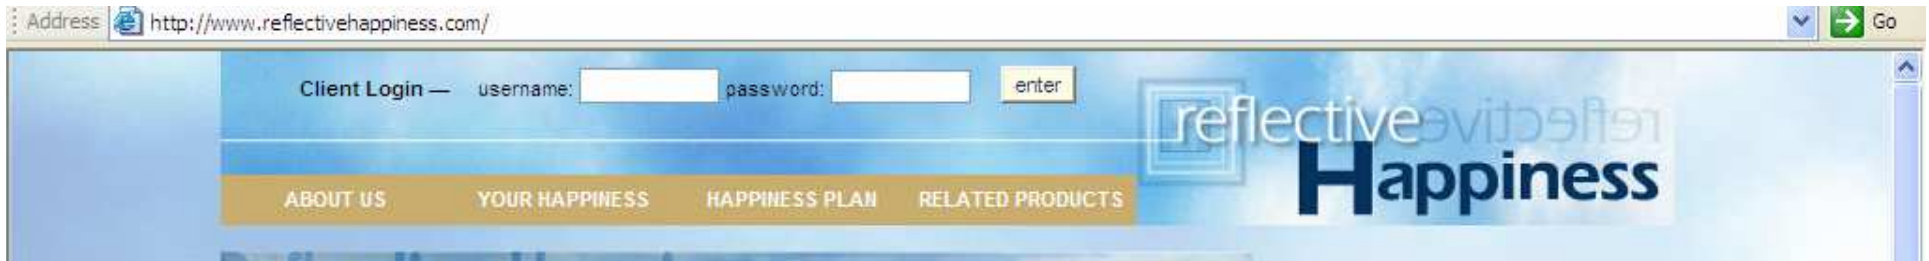 Address http://www.reflectivehappiness.com/ Go
Client Login — username: password: enter
reflective reflective
Happiness
ABOUT US YOUR HAPPINESS HAPPINESS PLAN RELATED PRODUCTS